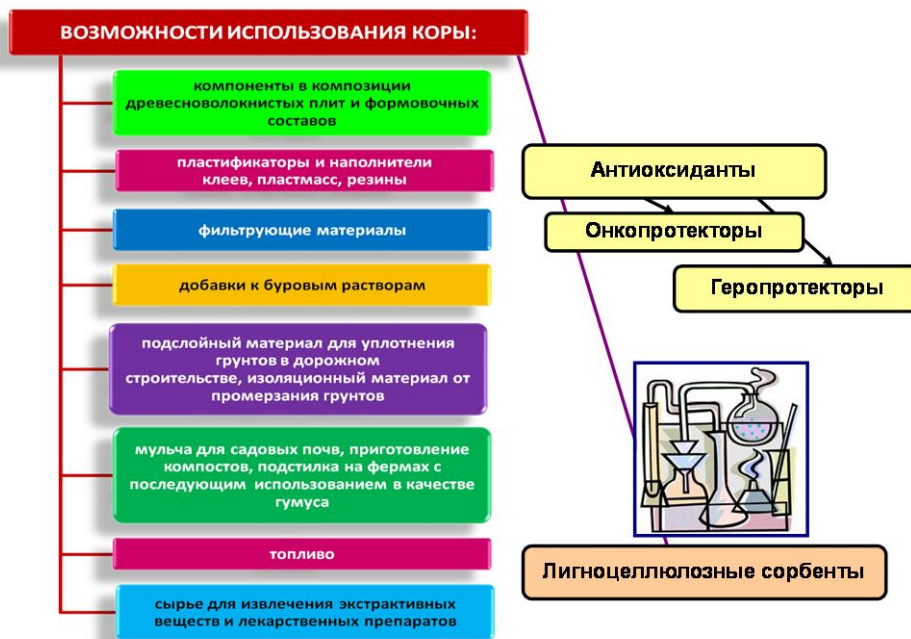 ВОЗМОЖНОСТИ ИСПОЛЬЗОВАНИЯ КОРЫ:
компоненты в композиции
древесноволокнистых плит и формовочных
составов
пластификаторы и наполнители
клеев, пластмасс, резины
фильтрующие материалы
добавки к буровым растворам
подслойный материал для уплотнения
грунтов в дорожном
строительстве, изоляционный материал от
промерзания грунтов
мульча для садовых почв, приготовление
компостов, подстилка на фермах с
последующим использованием в качестве
гумуса
топливо
сырье для извлечения экстрактивных
веществ и лекарственных препаратов
Антиоксиданты
Онкопротекторы
Геропротекторы
Лигноцеллюлозные сорбенты